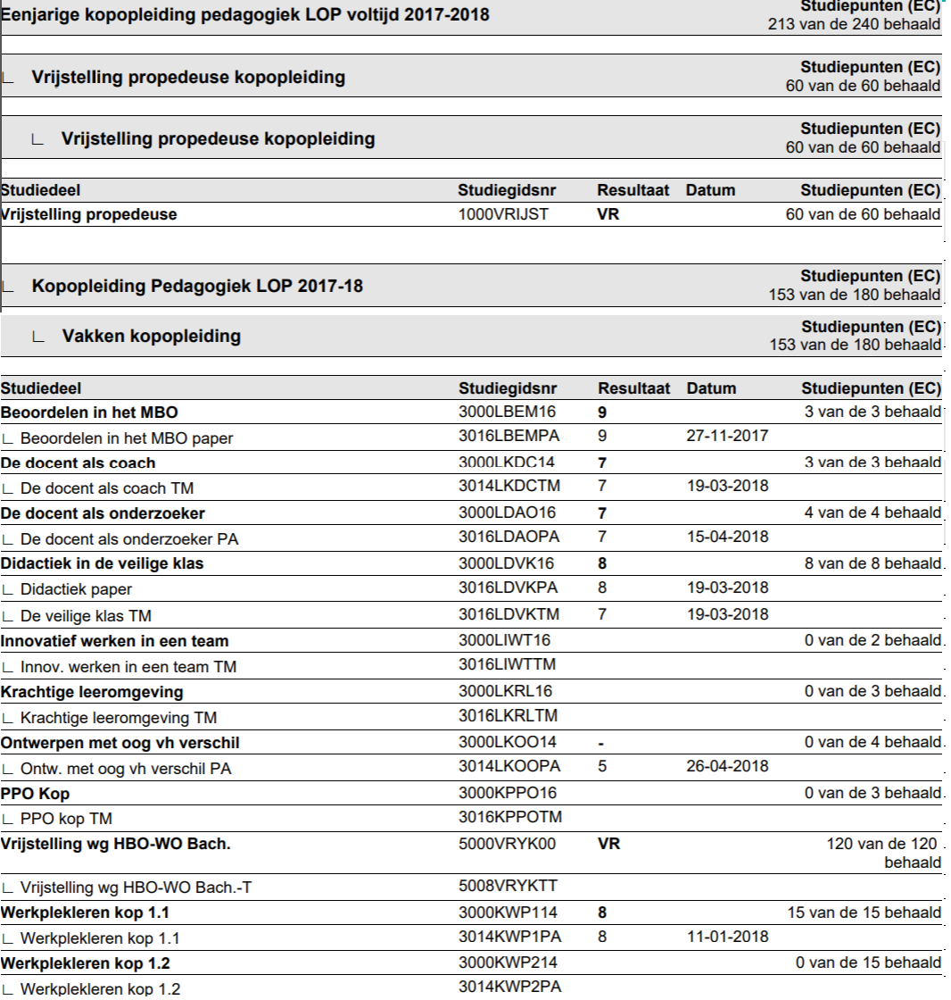 Eenjarige kopopleiding pedagogiek LOP voltijd 2017-2018 Studiepunten (EC)
213 van de 240 behaald
∟ Vrijstelling propedeuse kopopleiding Studiepunten (EC)
60 van de 60 behaald
∟ Vrijstelling propedeuse kopopleiding Studiepunten (EC)
60 van de 60 behaald
Studiedeel Studiegidsnr Resultaat Datum Studiepunten (EC)
Vrijstelling propedeuse 1000VRIJST VR 60 van de 60 behaald
∟ Kopopleiding Pedagogiek LOP 2017-18 Studiepunten (EC)
153 van de 180 behaald
∟ Vakken kopopleiding Studiepunten (EC)
153 van de 180 behaald
Studiedeel Studiegidsnr Resultaat Datum Studiepunten (EC)
Beoordelen in het MBO 3000LBEM16 9 3 van de 3 behaald
∟ Beoordelen in het MBO paper 3016LBEMPA 9 27-11-2017
De docent als coach 3000LKDC14 7 3 van de 3 behaald
∟ De docent als coach TM 3014LKDCTM 7 19-03-2018
De docent als onderzoeker 3000LDAO16 7 4 van de 4 behaald
∟ De docent als onderzoeker PA 3016LDAOPA 7 15-04-2018
Didactiek in de veilige klas 3000LDVK16 8 8 van de 8 behaald
∟ Didactiek paper 3016LDVKPA 8 19-03-2018
∟ De veilige klas TM 3016LDVKTM 7 19-03-2018
Innovatief werken in een team 3000LIWT16 0 van de 2 behaald
∟ Innov. werken in een team TM 3016LIWTTM
Krachtige leeromgeving 3000LKRL16 0 van de 3 behaald
∟ Krachtige leeromgeving TM 3016LKRLTM
Ontwerpen met oog vh verschil 3000LKOO14 - 0 van de 4 behaald
∟ Ontw. met oog vh verschil PA 3014LKOOPA 5 26-04-2018
PPO Kop 3000KPPO16 0 van de 3 behaald
∟ PPO kop TM 3016KPPOTM
Vrijstelling wg HBO-WO Bach. 5000VRYK00 VR 120 van de 120
behaald
∟ Vrijstelling wg HBO-WO Bach.-T 5008VRYKTT
Werkplekleren kop 1.1 3000KWP114 8 15 van de 15 behaald
∟ Werkplekleren kop 1.1 3014KWP1PA 8 11-01-2018
Werkplekleren kop 1.2 3000KWP214 0 van de 15 behaald
∟ Werkplekleren kop 1.2 3014KWP2PA